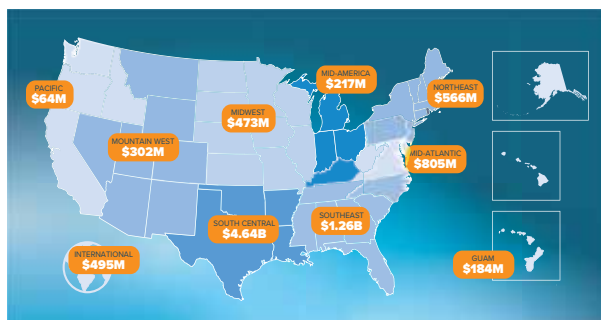 MID-AMERICA
$217M
PACIFIC
$64M
NORTHEAST
$566M
MIDWEST
$473M
MOUNTAIN WEST
$302M
MID-ATLANTIC
$805M
SOUTH CENTRAL
$4.64B
SOUTHEAST
$1.26B
INTERNATIONAL
$495M
GUAM
$184M